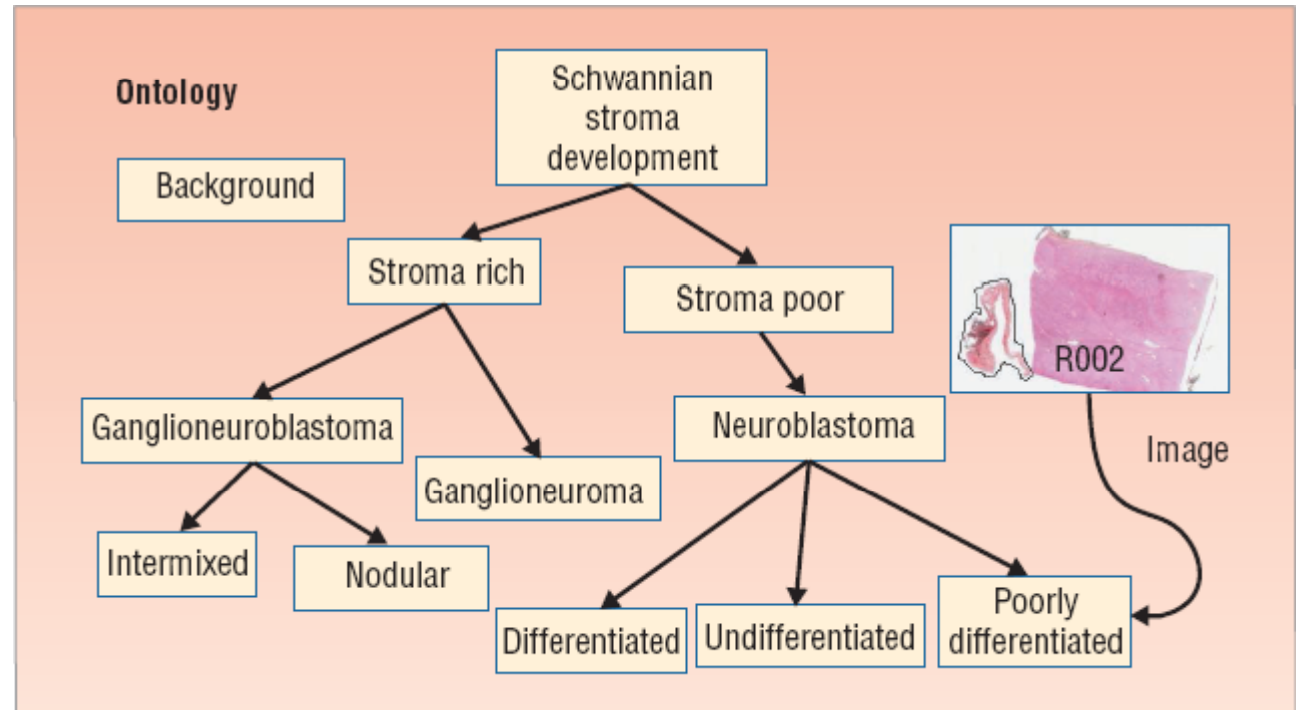 Ontology
Schwannian
stroma
development
Background
Stroma rich
Stroma poor
R002
Image
Ganglioneuroblastoma
Ganglioneuroma
Neuroblastoma
Intermixed
Nodular
Differentiated
Undifferentiated
Poorly
differentiated